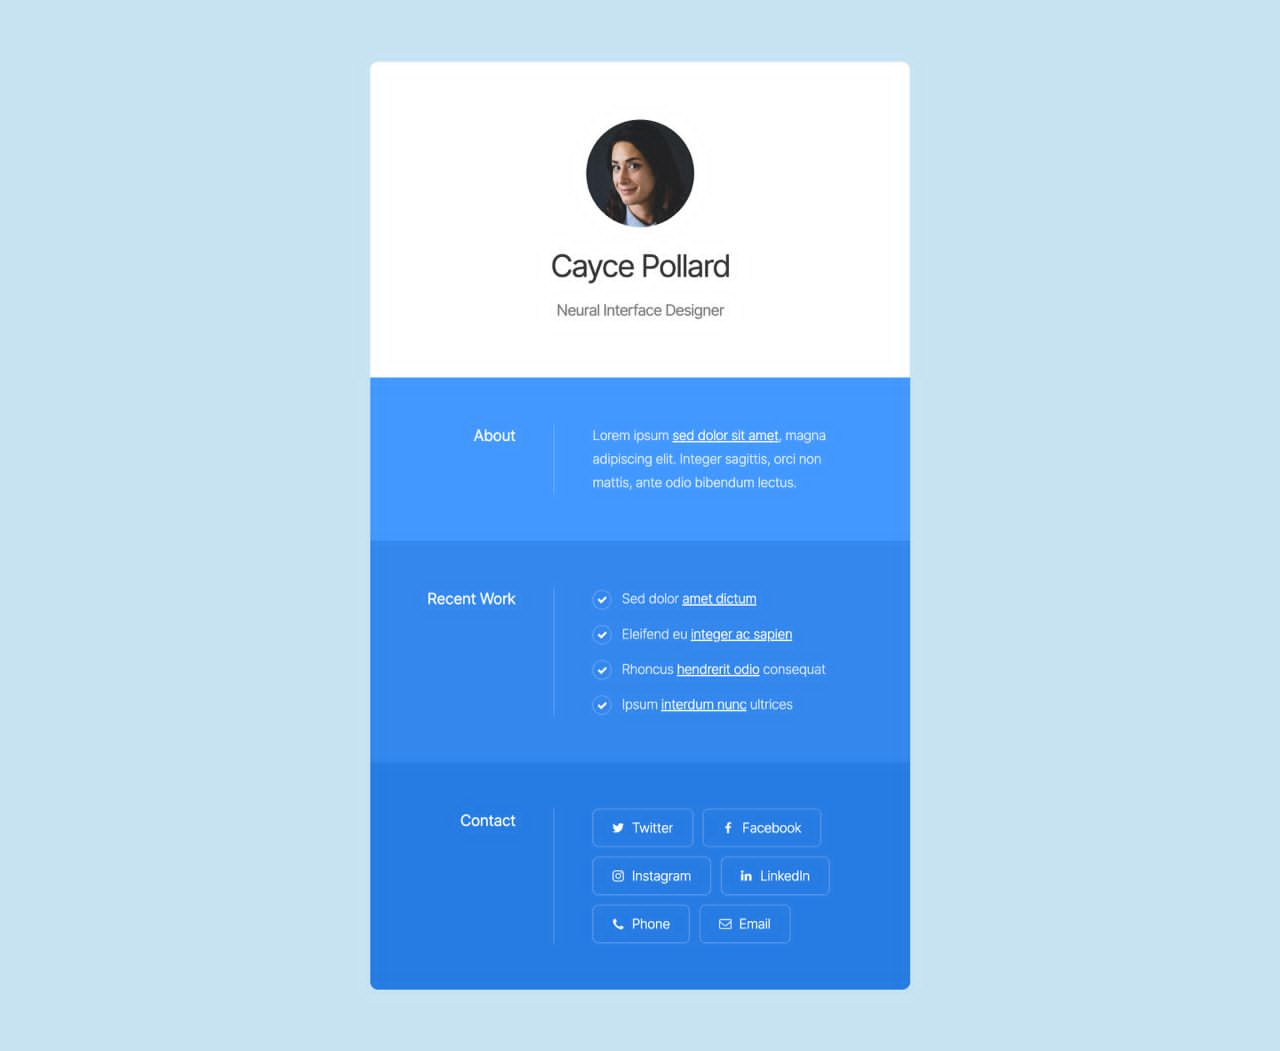 Cayce Pollard
Neural Interface Designer
About
Lorem ipsum sed dolor sit amet, magna
adipiscing elit. Integer sagittis, orci non
mattis, ante odio bibendum lectus.
Recent Work
Sed dolor amet dictum
Eleifend eu integer ac sapien
Rhoncus hendrerit odio consequat
Ipsum interdum nunc ultrices
Contact
Twitter
Facebook
Instagram
LinkedIn
Phone
Email